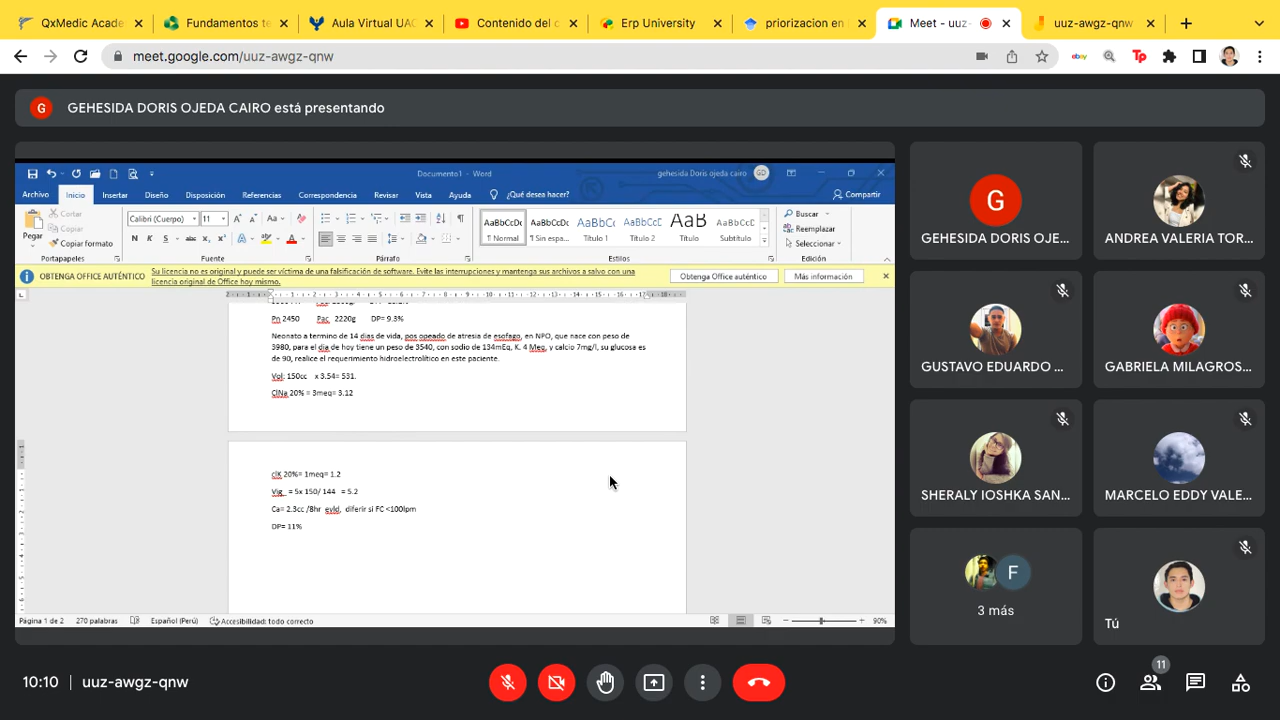 QxMedic Acade
Fundamentos te
Aula Virtual UAC
Contenido del c
Erp University
priorizacion en
Meet - uuz-
uuz-awgz-qnw
meet.google.com/uuz-awgz-qnw
G GEHESIDA DORIS OJEDA CAIRO está presentando
Documento1 - Word
gehesida Doris ojeda cairo GD
Archivo Inicio Insertar Diseño Disposición Referencias Correspondencia Revisar Vista Ayuda ¿Qué desea hacer? Compartir
Pegar
Cortar
Copiar
Copiar formato
Calibri (Cuerpo) 11
N K S
AaBbCcDc AaBbCcDc AaBbCc AaBbCcC AaB AaBbCcC
¶ Normal ¶ Sin espa... Título 1 Título 2 Título Subtítulo
Buscar
Reemplazar
Seleccionar
Portapapeles Fuente Párrafo Estilos Edición
OBTENGA OFFICE AUTÉNTICO Su licencia no es original y puede ser víctima de una falsificación de software. Evite las interrupciones y mantenga sus archivos a salvo con una
licencia original de Office hoy mismo.
Obtenga Office auténtico Más información
Pn 2450 Pac 2220g DP= 9.3%
Neonato a termino de 14 dias de vida, pos opeado de atresia de esofago, en NPO, que nace con peso de
3980, para el dia de hoy tiene un peso de 3540, con sodio de 134mEq, K. 4 Meq, y calcio 7mg/l, su glucosa es
de 90, realice el requerimiento hidroelectrolítico en este paciente.
Vol: 150cc x 3.54= 531.
ClNa 20% = 3meq= 3.12
clK 20%= 1meq= 1.2
Vig = 5x 150/ 144 = 5.2
Ca= 2.3cc /8hr evld, diferir si FC <100lpm
DP= 11%
Página 1 de 2 270 palabras Español (Perú) Accesibilidad: todo correcto 90%
G
GEHESIDA DORIS OJE...
ANDREA VALERIA TOR...
GUSTAVO EDUARDO ...
GABRIELA MILAGROS...
SHERALY IOSHKA SAN...
MARCELO EDDY VALE...
F
3 más
Tú
10:10 uuz-awgz-qnw
11